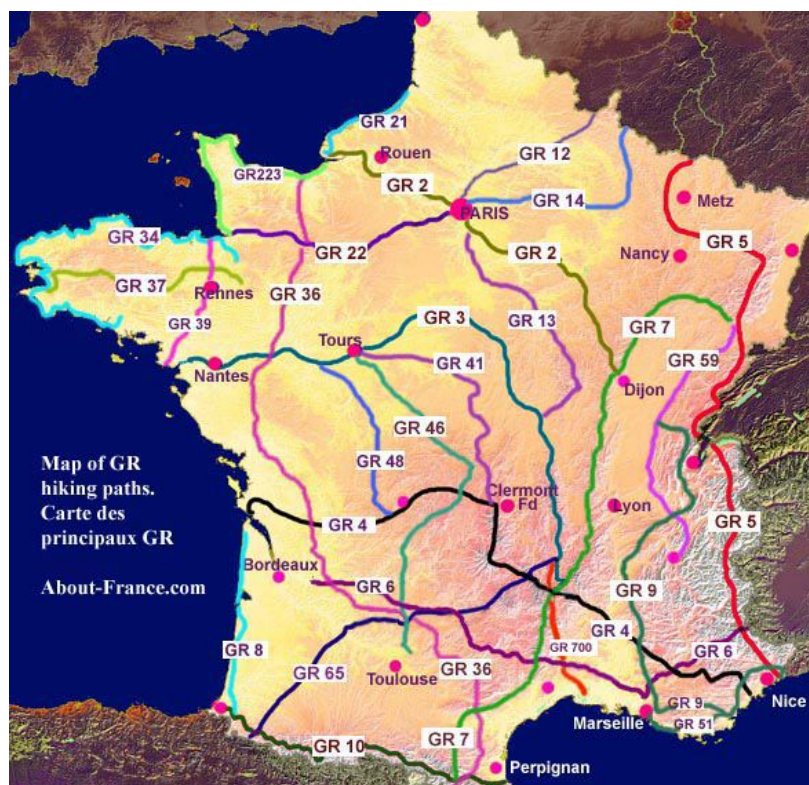 GR 21
Rouen
GR 12
GR223
GR 2
GR 14
PARIS
Metz
GR 34
GR 22
GR 2
Nancy
GR 5
GR 37
Rennes
GR 36
GR 39
GR 3
GR 13
GR 7
Tours
GR 41
GR 59
Nantes
Dijon
GR 46
GR 48
Map of GR
hiking paths.
Carte des
principaux GR
About-France.com
Clermont
Fd
Lyon
GR 4
GR 5
Bordeaux
GR 6
GR 9
GR 4
GR 8
GR 65
GR 700
GR 6
Toulouse
GR 36
GR 9
Nice
Marseille
GR 51
GR 10
GR 7
Perpignan